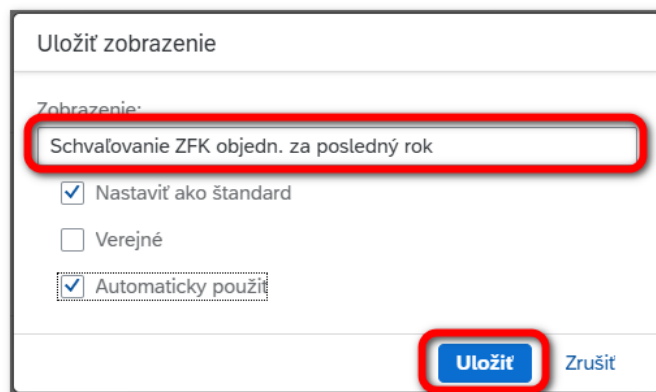 Uložiť zobrazenie
Zobrazenie:
Schvaľovanie ZFK objedn. za posledný rok
Nastaviť ako štandard
Verejné
Automaticky použiť
Uložiť Zrušiť